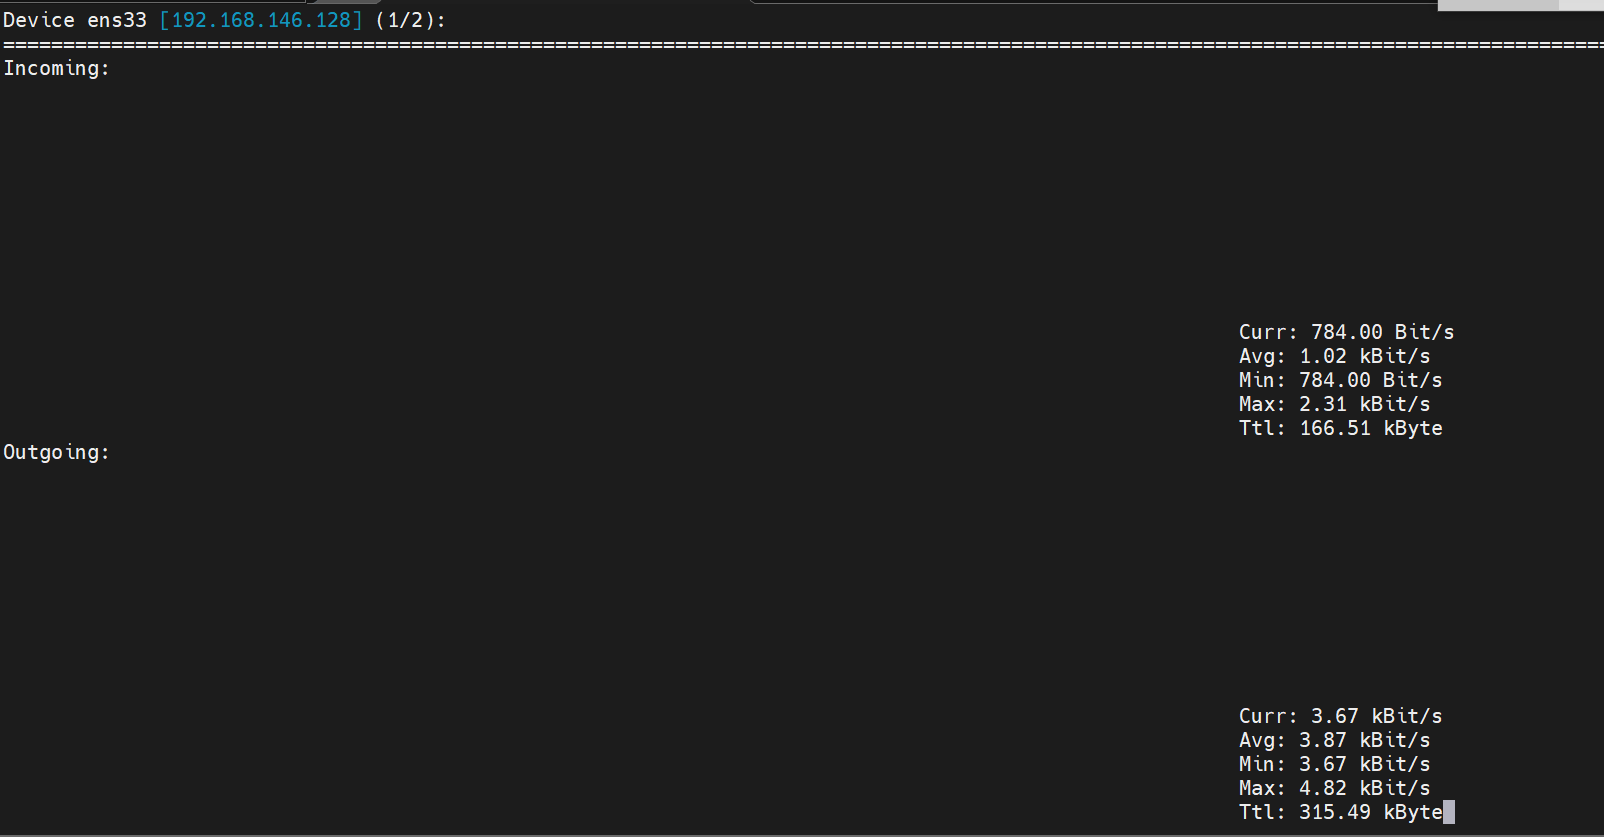 Device ens33 [192.168.146.128] (1/2):
=====================================================================================================================================
Incoming:
Curr: 784.00 Bit/s
Avg: 1.02 kBit/s
Min: 784.00 Bit/s
Max: 2.31 kBit/s
Ttl: 166.51 kByte
Outgoing:
Curr: 3.67 kBit/s
Avg: 3.87 kBit/s
Min: 3.67 kBit/s
Max: 4.82 kBit/s
Ttl: 315.49 kByte